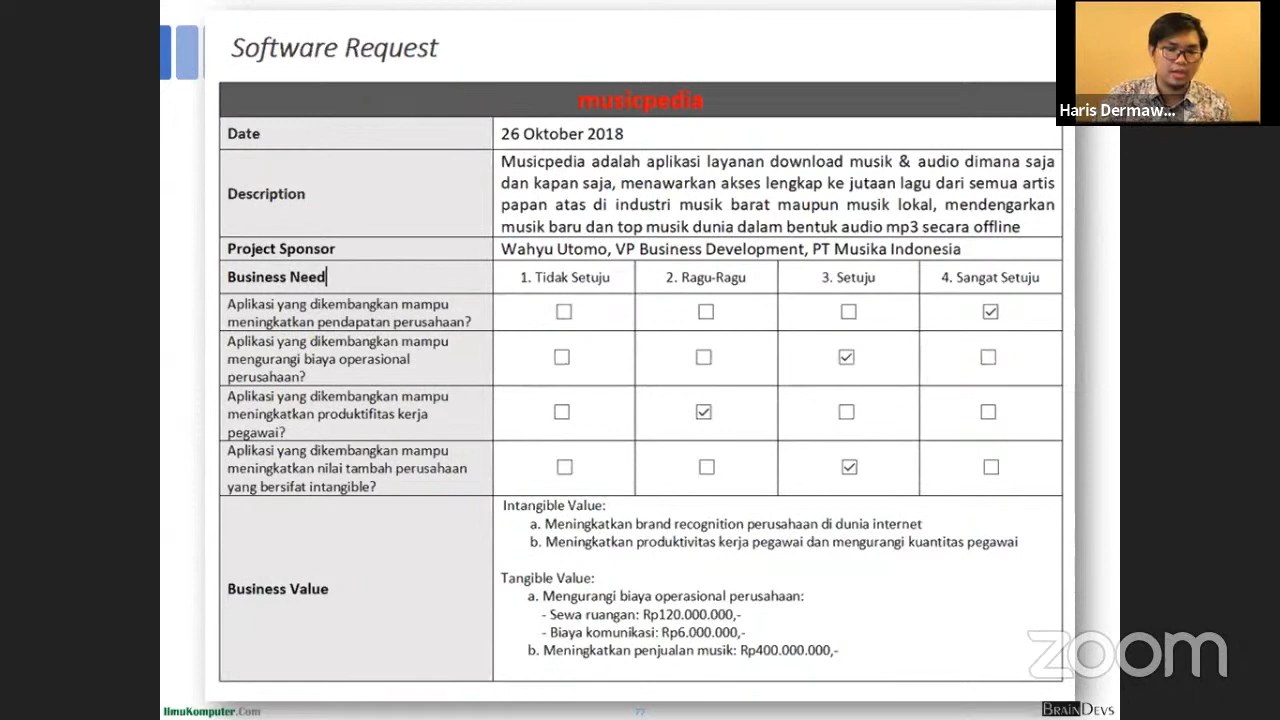 Software Request
musicpedia
Haris Dermaw...
Date
26 Oktober 2018
Description
Musicpedia adalah aplikasi layanan download musik & audio dimana saja
dan kapan saja, menawarkan akses lengkap ke jutaan lagu dari semua artis
papan atas di industri musik barat maupun musik lokal, mendengarkan
musik baru dan top musik dunia dalam bentuk audio mp3 secara offline
Project Sponsor
Wahyu Utomo, VP Business Development, PT Musika Indonesia
Business Need
1. Tidak Setuju
2. Ragu-Ragu
3. Setuju
4. Sangat Setuju
Aplikasi yang dikembangkan mampu
meningkatkan pendapatan perusahaan?
Aplikasi yang dikembangkan mampu
mengurangi biaya operasional
perusahaan?
Aplikasi yang dikembangkan mampu
meningkatkan produktifitas kerja
pegawai?
Aplikasi yang dikembangkan mampu
meningkatkan nilai tambah perusahaan
yang bersifat intangible?
Business Value
Intangible Value:
a. Meningkatkan brand recognition perusahaan di dunia internet
b. Meningkatkan produktivitas kerja pegawai dan mengurangi kuantitas pegawai
Tangible Value:
a. Mengurangi biaya operasional perusahaan:
- Sewa ruangan: Rp120.000.000,-
- Biaya komunikasi: Rp6.000.000,-
b. Meningkatkan penjualan musik: Rp400.000.000,-
zoom
IlmuKomputer.Com
77
BRAINDEVS